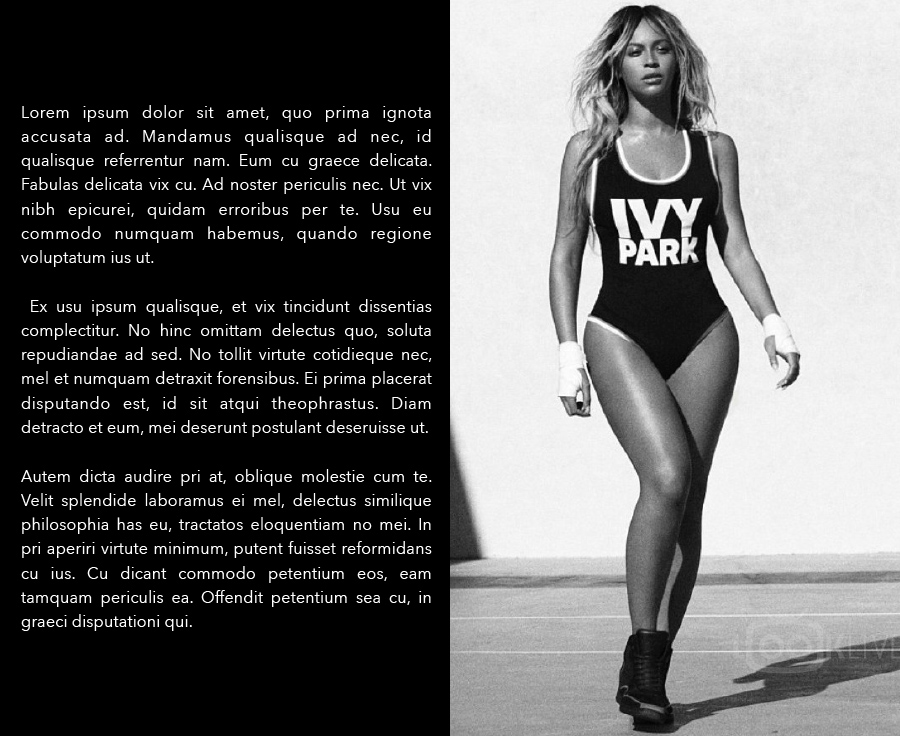 Lorem ipsum dolor sit amet, quo prima ignota
accusata ad. Mandamus qualisque ad nec, id
qualisque referrentur nam. Eum cu graece delicata.
Fabulas delicata vix cu. Ad noster periculis nec. Ut vix
nibh epicurei, quidam erroribus per te. Usu eu
commodo numquam habemus, quando regione
voluptatum ius ut.
Ex usu ipsum qualisque, et vix tincidunt dissentias
complectitur. No hinc omittam delectus quo, soluta
repudiandae ad sed. No tollit virtute cotidieque nec,
mel et numquam detraxit forensibus. Ei prima placerat
disputando est, id sit atqui theophrastus. Diam
detracto et eum, mei deserunt postulant deseruisse ut.
Autem dicta audire pri at, oblique molestie cum te.
Velit splendide laboramus ei mel, delectus similique
philosophia has eu, tractatos eloquentiam no mei. In
pri aperiri virtute minimum, putent fuisset reformidans
cu ius. Cu dicant commodo petentium eos, eam
tamquam periculis ea. Offendit petentium sea cu, in
graeci disputationi qui.
IVY
PARK